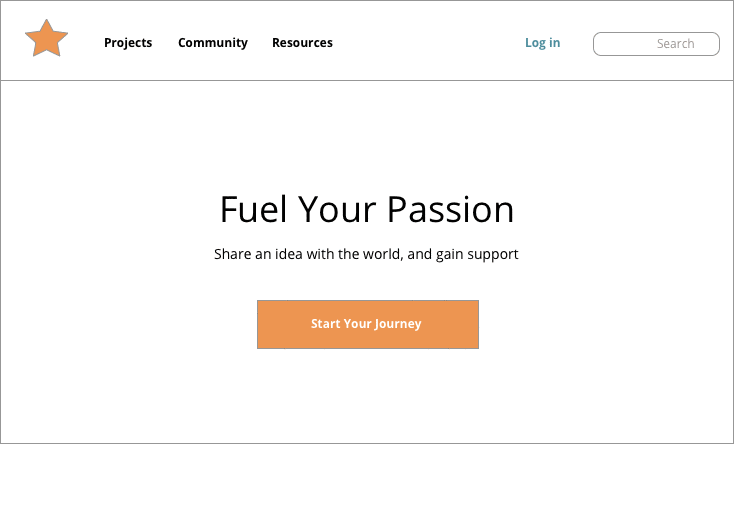 Projects Community Resources Log in Search
Fuel Your Passion
Share an idea with the world, and gain support
Start Your Journey